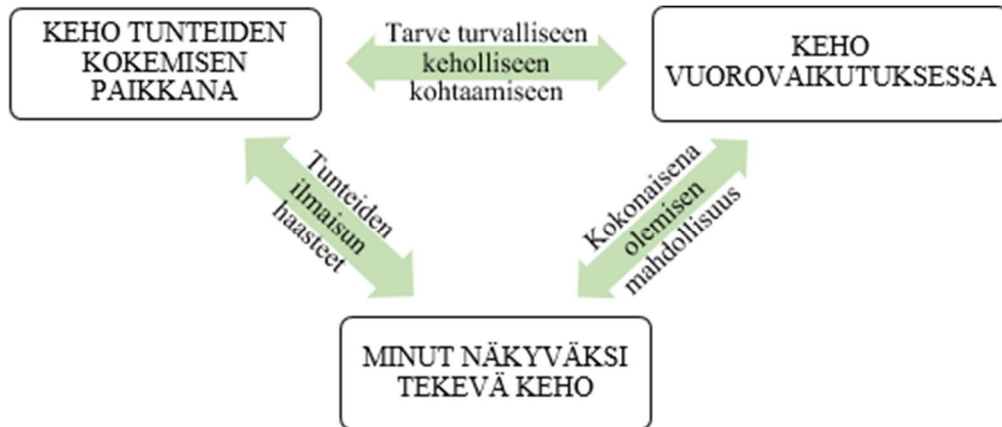 KEHO TUNTEIDEN
KOKEMISEN
PAIKKANA
Tarve turvalliseen
keholliseen
kohtaamiseen
KEHO
VUOROVAIKUTUKSESSA
Tunteiden
ilmaisun
haasteet
Kokonaisena
olemisen
mahdollisuus
MINUT NÄKYVÄKSI
TEKEVÄ KEHO